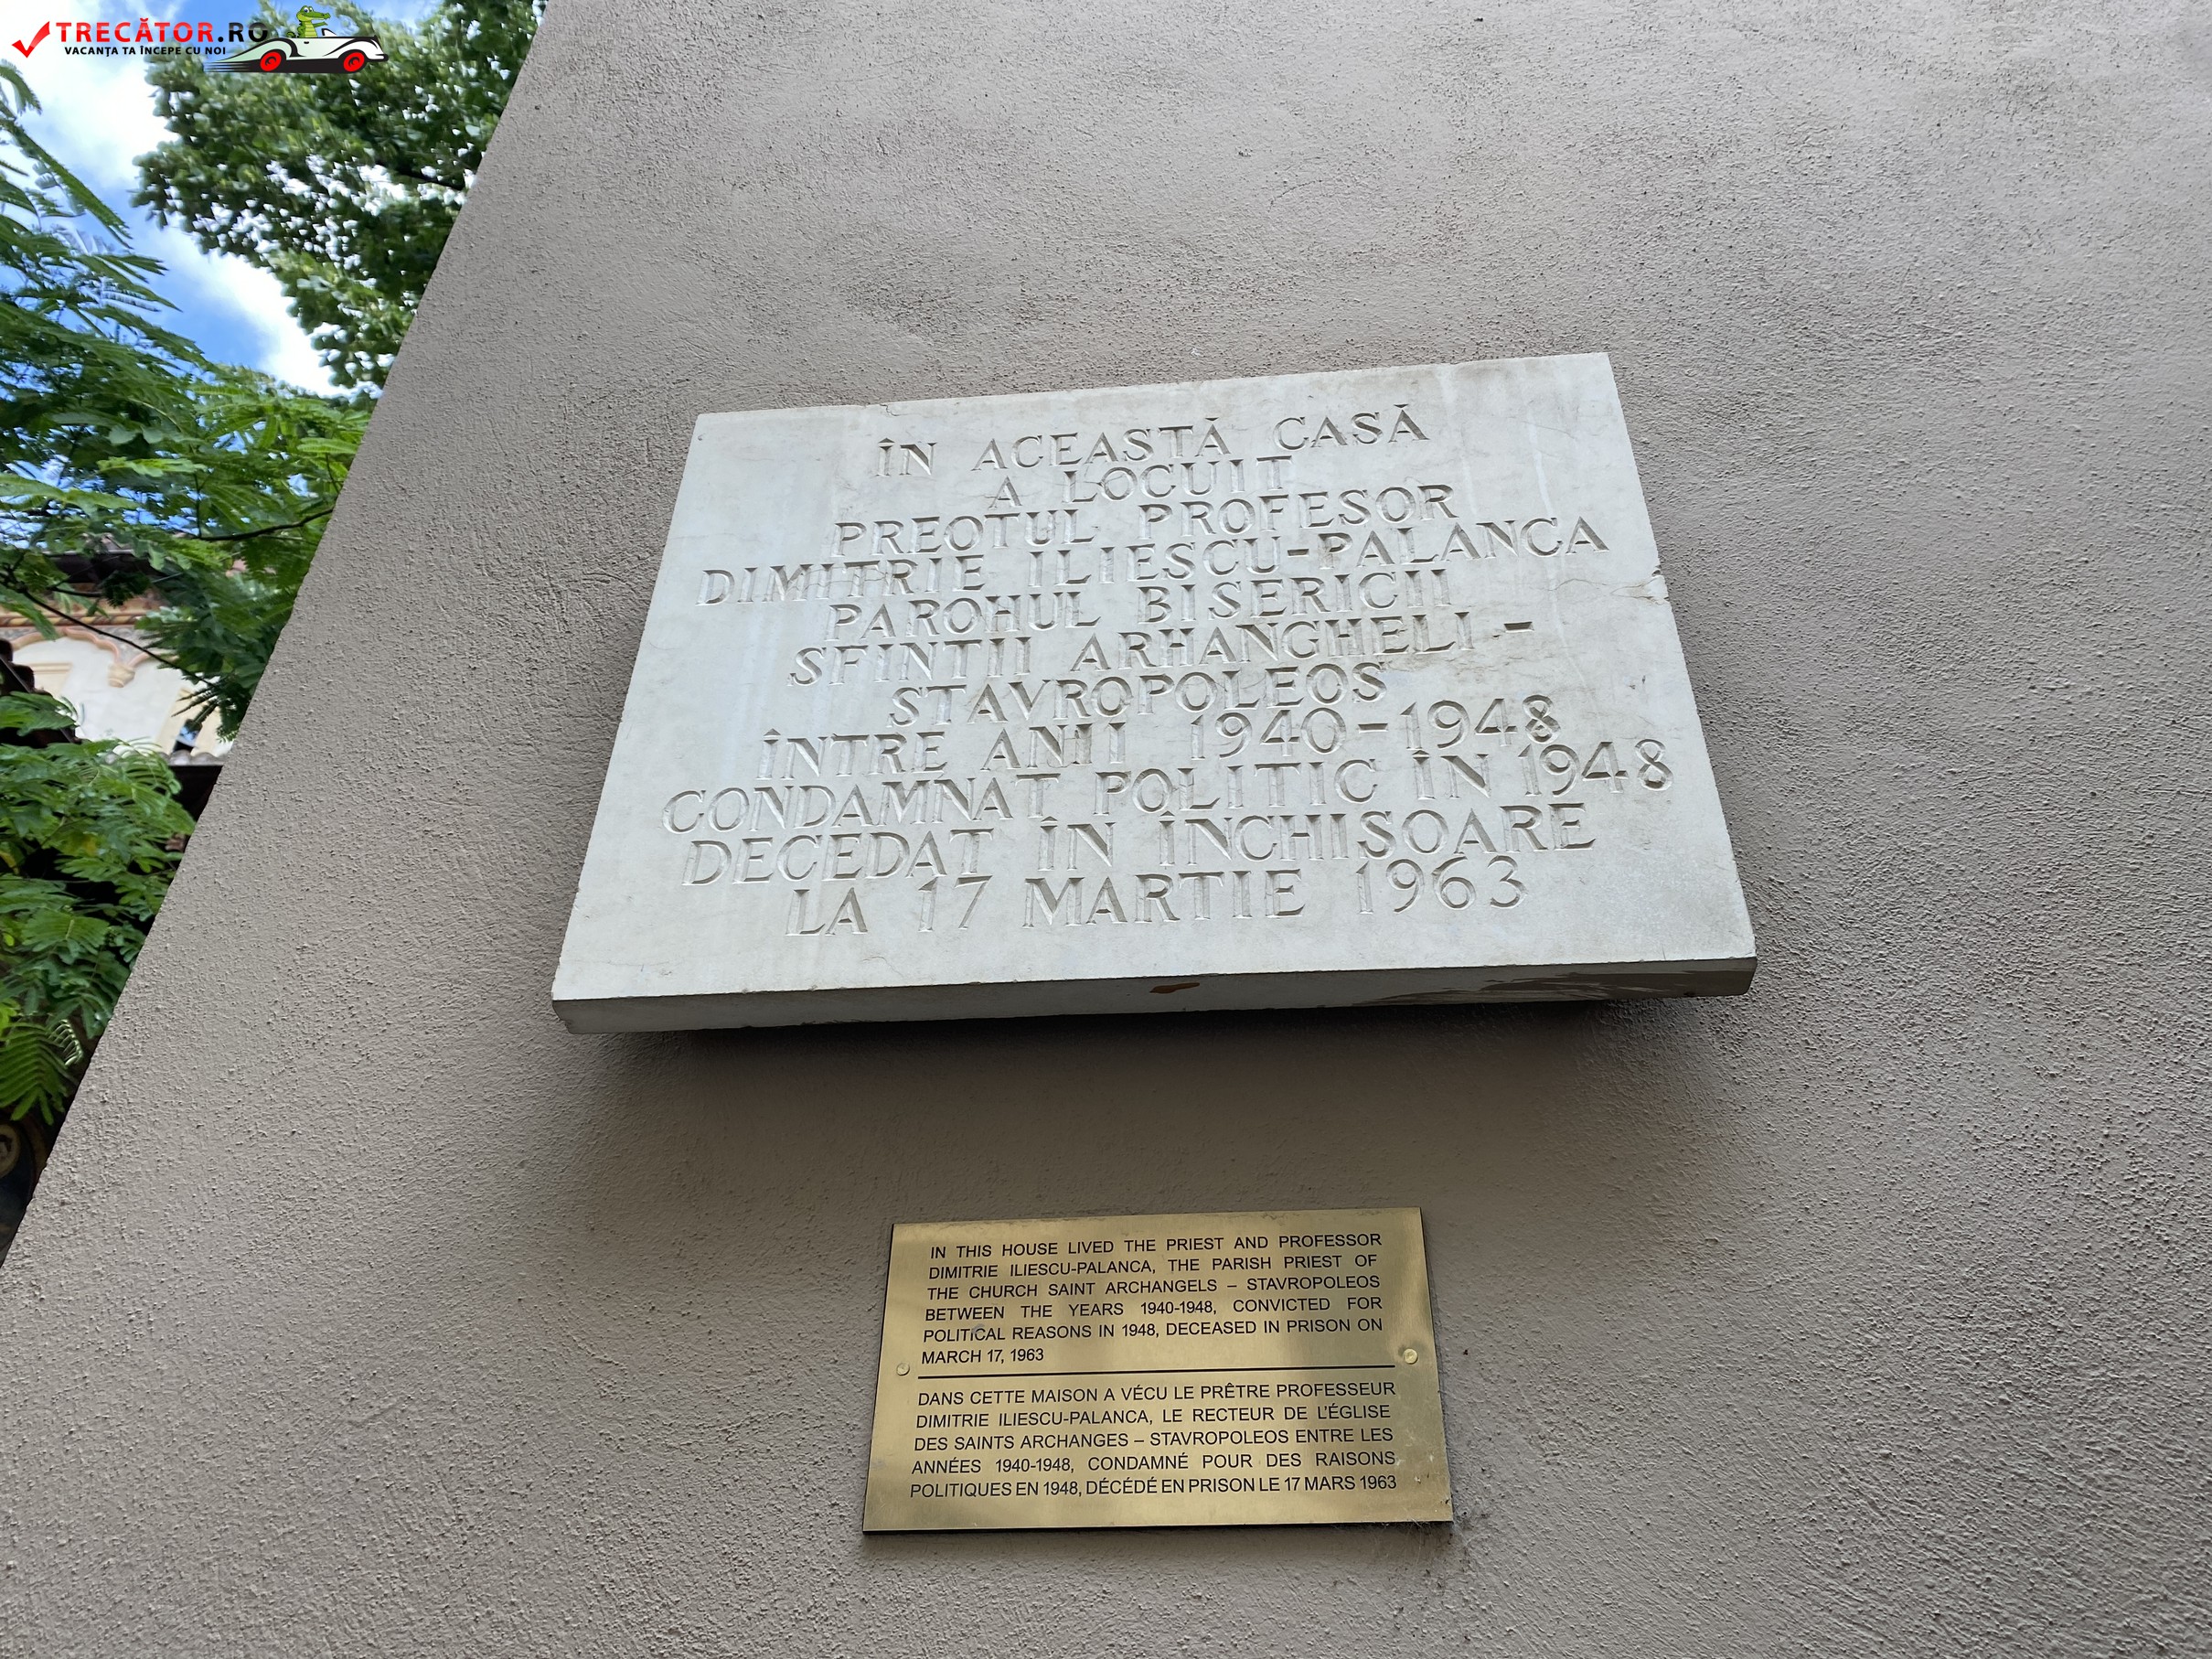 TRECĂTOR.RO
VACANȚA TA ÎNCEPE CU NOI
ÎN ACEASTĂ CASĂ
A LOCUIT
PREOTUL PROFESOR
DIMITRIE ILIESCU-PALANCA
PAROHUL BISERICII
SFINTII ARHANGHELI -
STAVROPOLEOS
ÎNTRE ANII 1940-1948
CONDAMNAT POLITIC ÎN 1948
DECEDAT ÎN ÎNCHISOARE
LA 17 MARTIE 1963
IN THIS HOUSE LIVED THE PRIEST AND PROFESSOR
DIMITRIE ILIESCU-PALANCA, THE PARISH PRIEST OF
THE CHURCH SAINT ARCHANGELS – STAVROPOLEOS
BETWEEN THE YEARS 1940-1948, CONVICTED FOR
POLITICAL REASONS IN 1948, DECEASED IN PRISON ON
MARCH 17, 1963
DANS CETTE MAISON A VÉCU LE PRÊTRE PROFESSEUR
DIMITRIE ILIESCU-PALANCA, LE RECTEUR DE L'ÉGLISE
DES SAINTS ARCHANGES – STAVROPOLEOS ENTRE LES
ANNÉES 1940-1948, CONDAMNÉ POUR DES RAISONS
POLITIQUES EN 1948, DÉCÉDÉ EN PRISON LE 17 MARS 1963